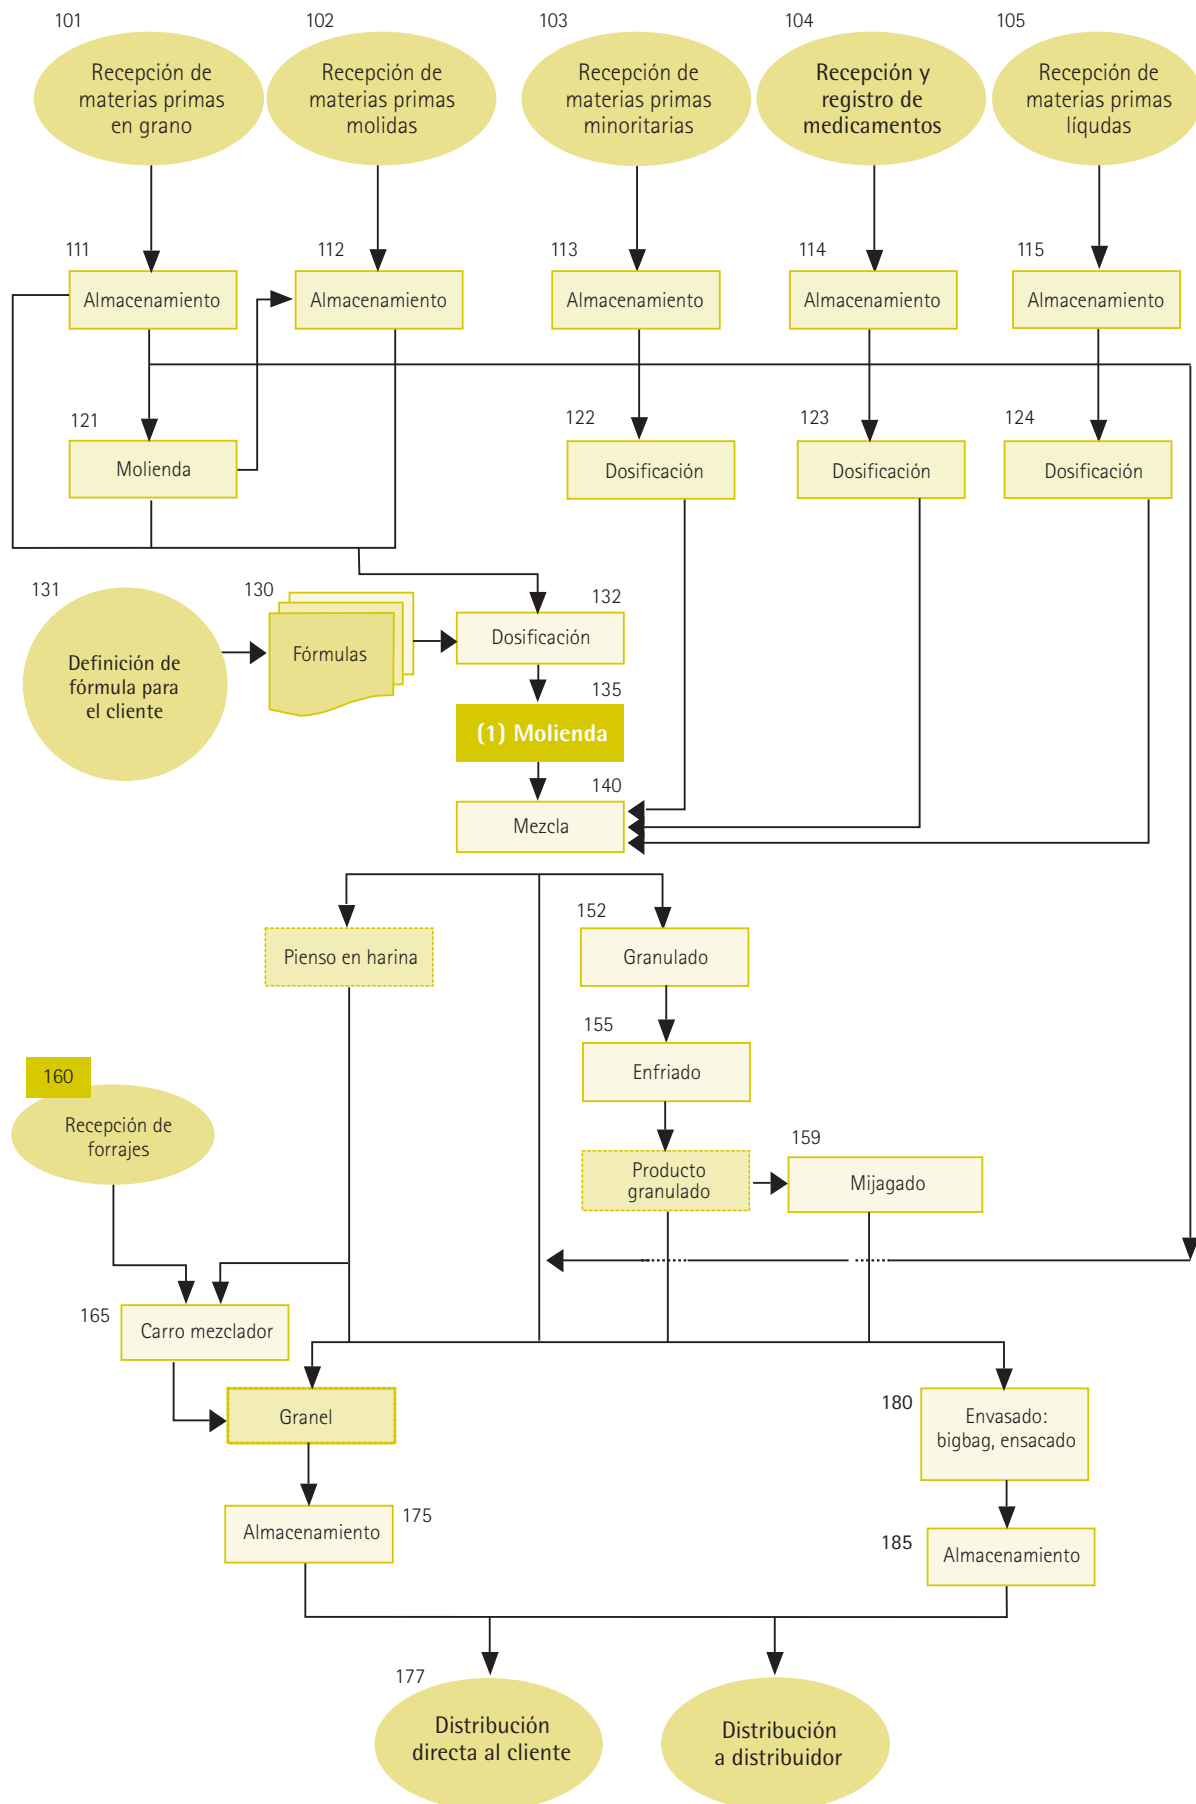 101
102
103
104
105
Recepción de
materias primas
en grano
Recepción de
materias primas
molidas
Recepción de
materias primas
minoritarias
Recepción y
registro de
medicamentos
Recepción de
materias primas
líqudas
111
112
113
114
115
Almacenamiento
Almacenamiento
Almacenamiento
Almacenamiento
Almacenamiento
121
122
123
124
Molienda
Dosificación
Dosificación
Dosificación
131
130
132
Definición de
fórmula para
el cliente
Fórmulas
Dosificación
135
(1) Molienda
140
Mezcla
152
Pienso en harina
Granulado
155
Enfriado
160
Recepción de
forrajes
159
Producto
granulado
Mijagado
165
Carro mezclador
Granel
180
Envasado:
bigbag, ensacado
175
Almacenamiento
185
Almacenamiento
177
Distribución
directa al cliente
Distribución
a distribuidor